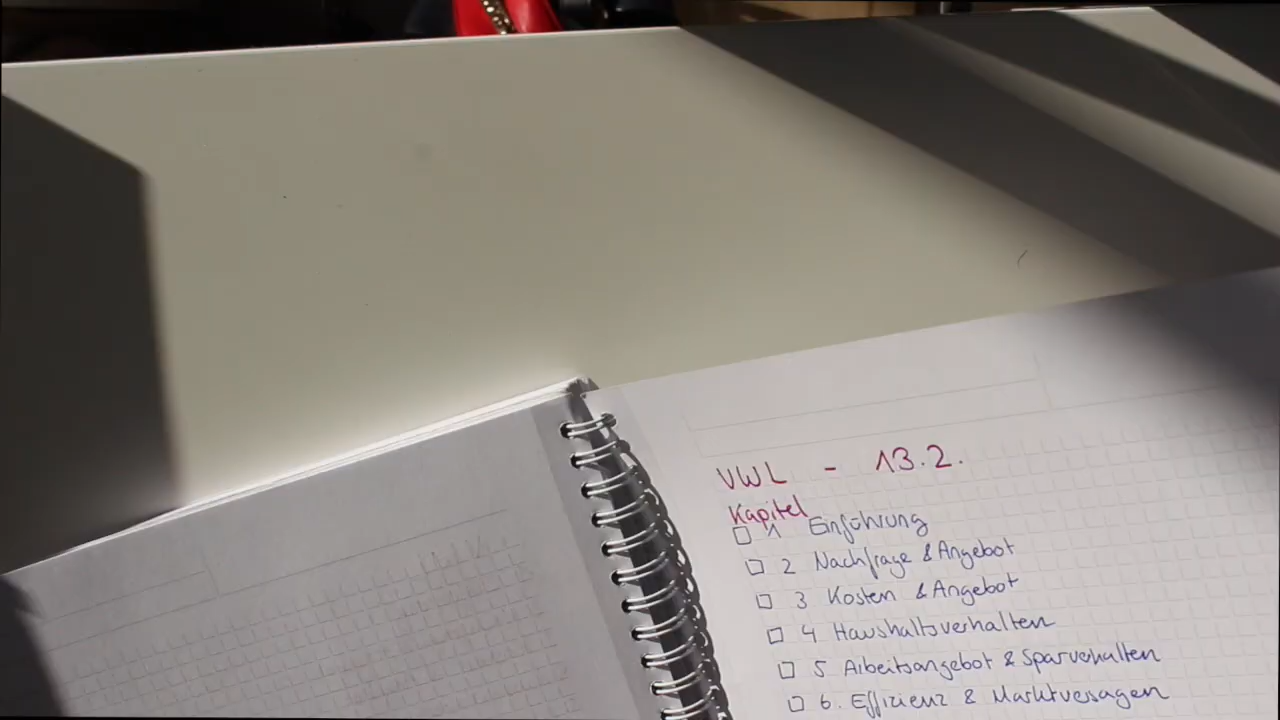 VWL - 13.2.
Kapitel
☐ 1 Einführung
☐ 2 Nachfrage & Angebot
☐ 3 Kosten & Angebot
☐ 4 Haushaltsverhalten
☐ 5 Arbeitsangebot & Sparverhalten
☐ 6. Effizienz & Marktversagen